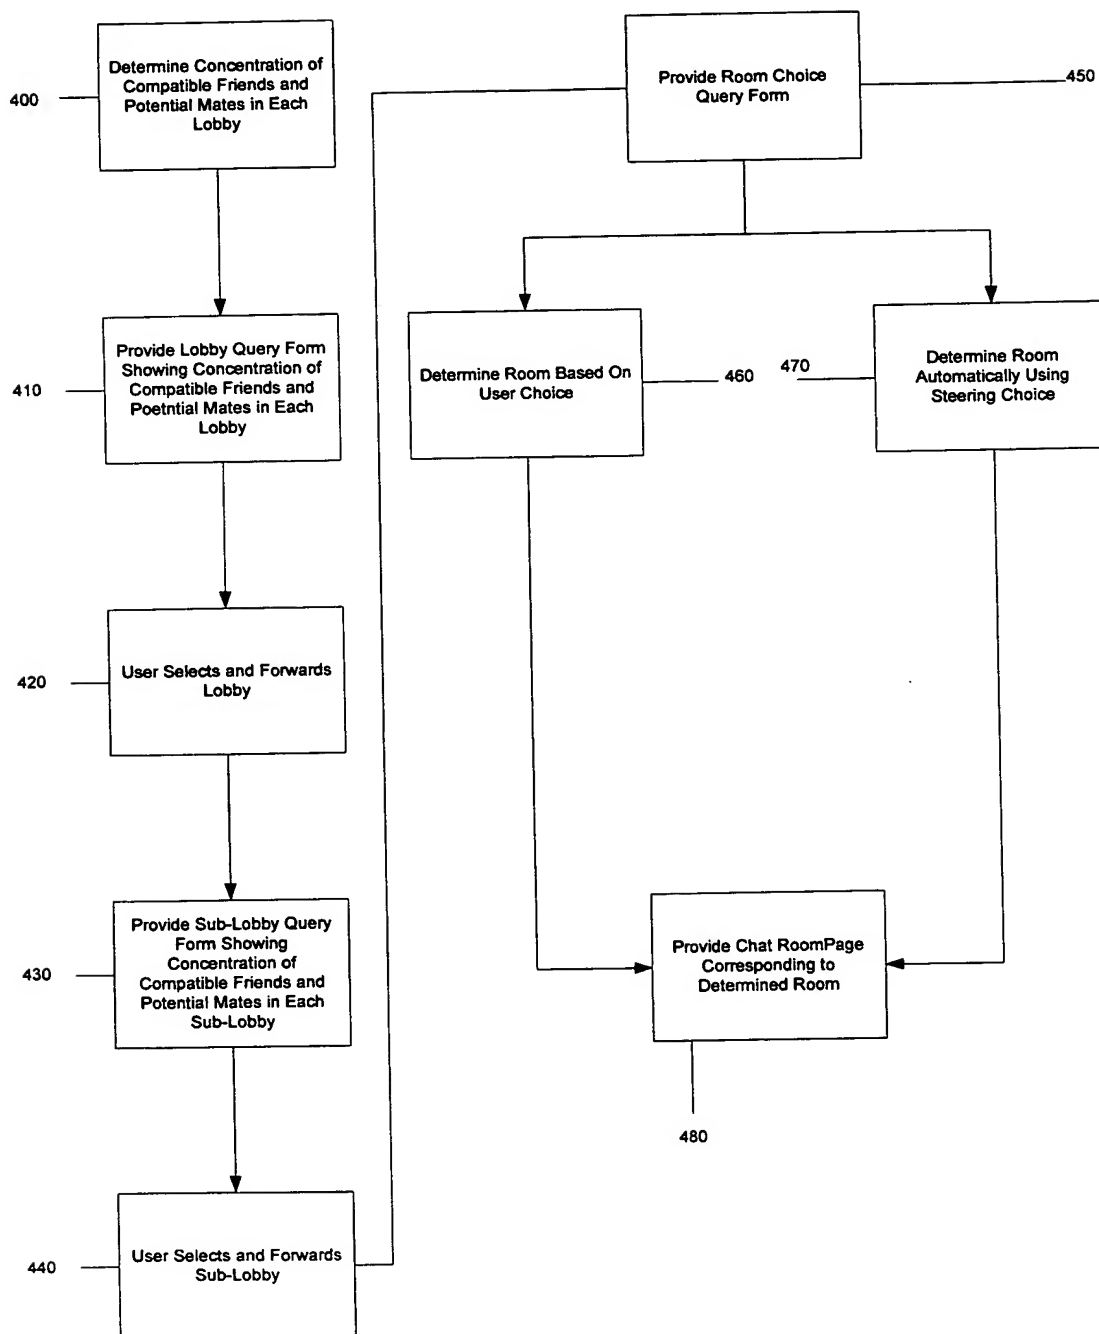 400
Determine Concentration of
Compatible Friends and
Potential Mates in Each
Lobby
410
Provide Lobby Query Form
Showing Concentration of
Compatible Friends and
Poetntial Mates in Each
Lobby
420
User Selects and Forwards
Lobby
430
Provide Sub-Lobby Query
Form Showing
Concentration of
Compatible Friends and
Potential Mates in Each
Sub-Lobby
440
User Selects and Forwards
Sub-Lobby
Provide Room Choice
Query Form
450
Determine Room Based On
User Choice
460
470
Determine Room
Automatically Using
Steering Choice
Provide Chat RoomPage
Corresponding to
Determined Room
480